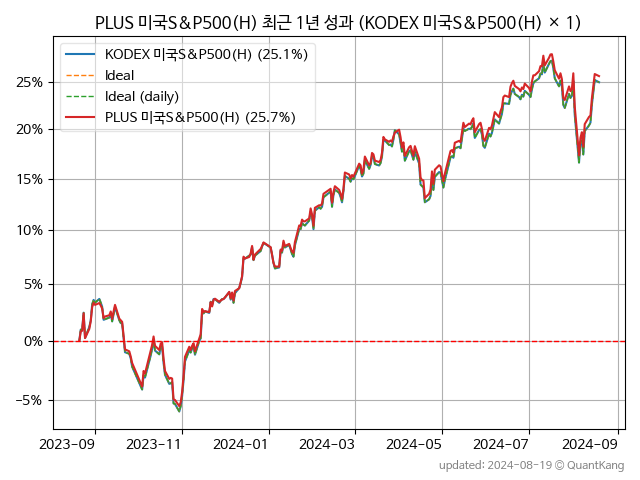 PLUS 미국S&P500(H) 최근 1년 성과 (KODEX 미국S&P500(H) × 1)
KODEX 미국S&P500(H) (25.1%)
Ideal
Ideal (daily)
PLUS 미국S&P500(H) (25.7%)
25%
20%
15%
10%
5%
0%
−5%
2023−09 2023−11 2024−01 2024−03 2024−05 2024−07 2024−09
updated: 2024−08−19 © QuantKang